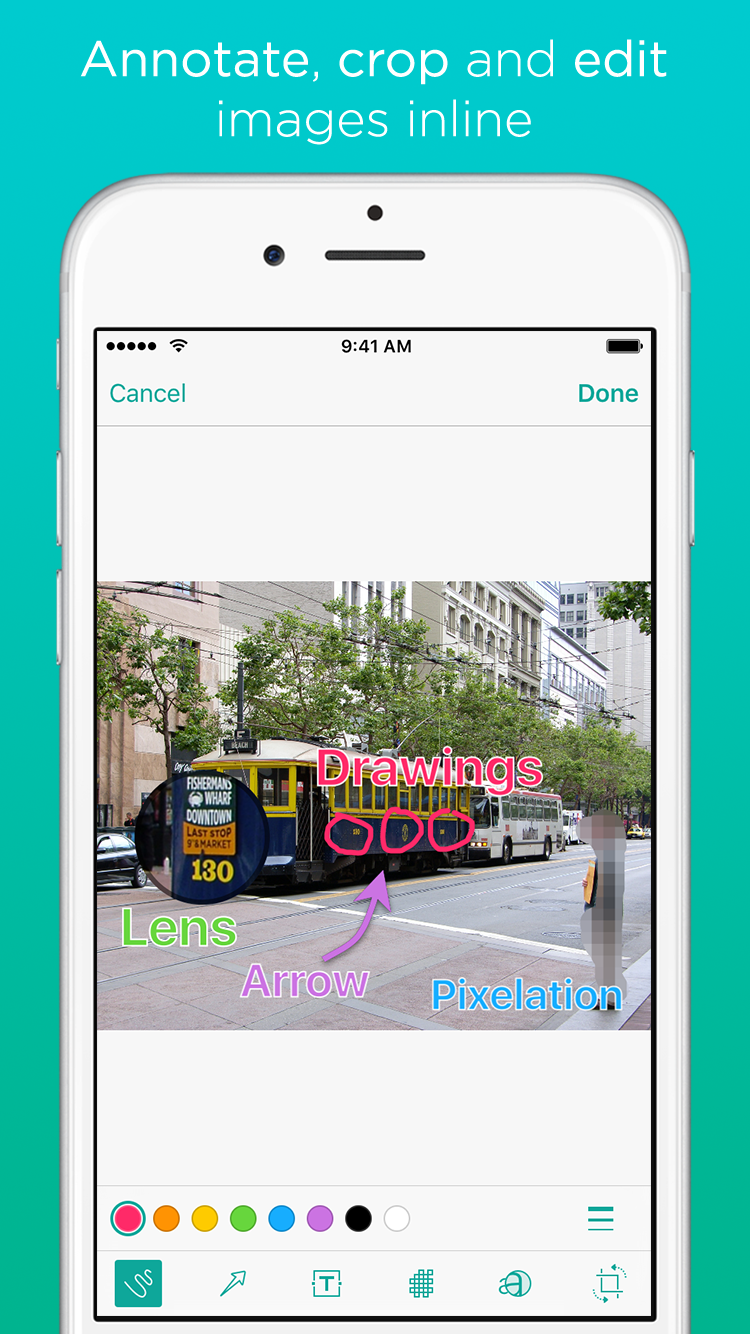 Annotate, crop and edit
images inline
9:41 AM
Cancel
Done
BEACH
Drawings
FISHERMANS
WHARF
DOWNTOWN
LAST STOP
9TH & MARKET
130
130
Lens
Arrow
Pixelation
T
a